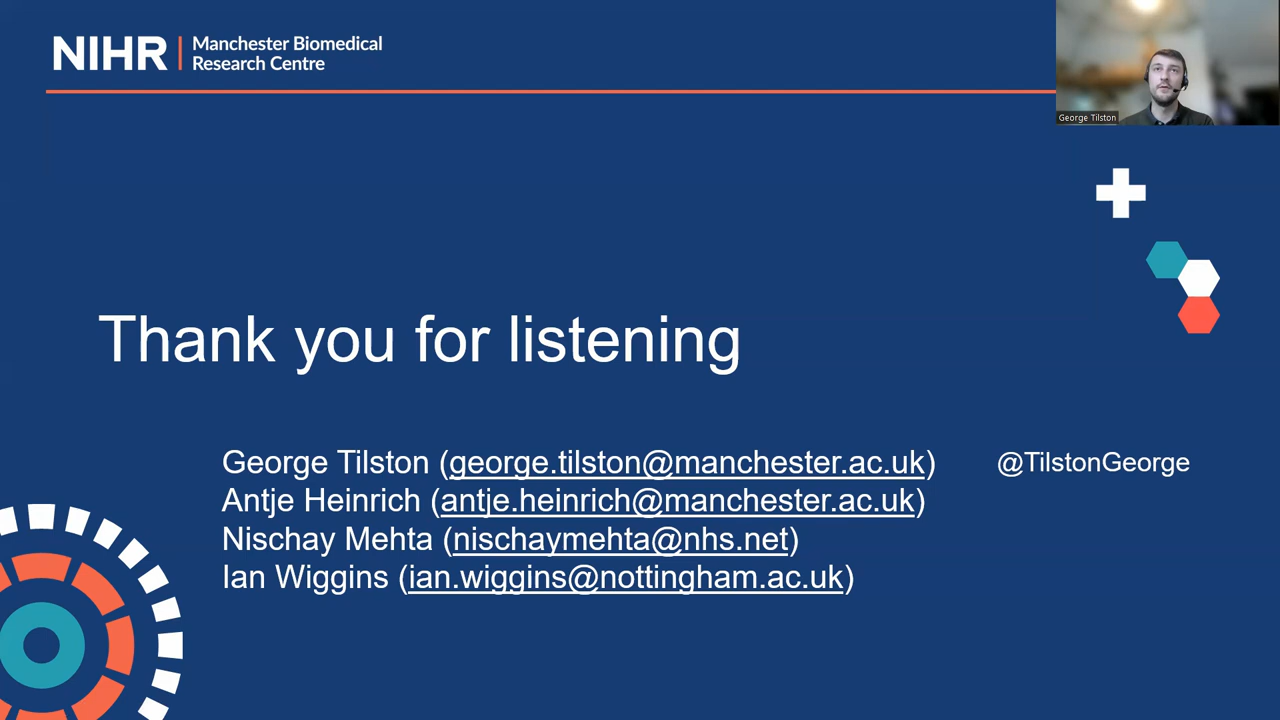 NIHR
Manchester Biomedical
Research Centre
George Tilston
Thank you for listening
George Tilston (george.tilston@manchester.ac.uk)
@TilstonGeorge
Antje Heinrich (antje.heinrich@manchester.ac.uk)
Nischay Mehta (nischaymehta@nhs.net)
Ian Wiggins (ian.wiggins@nottingham.ac.uk)